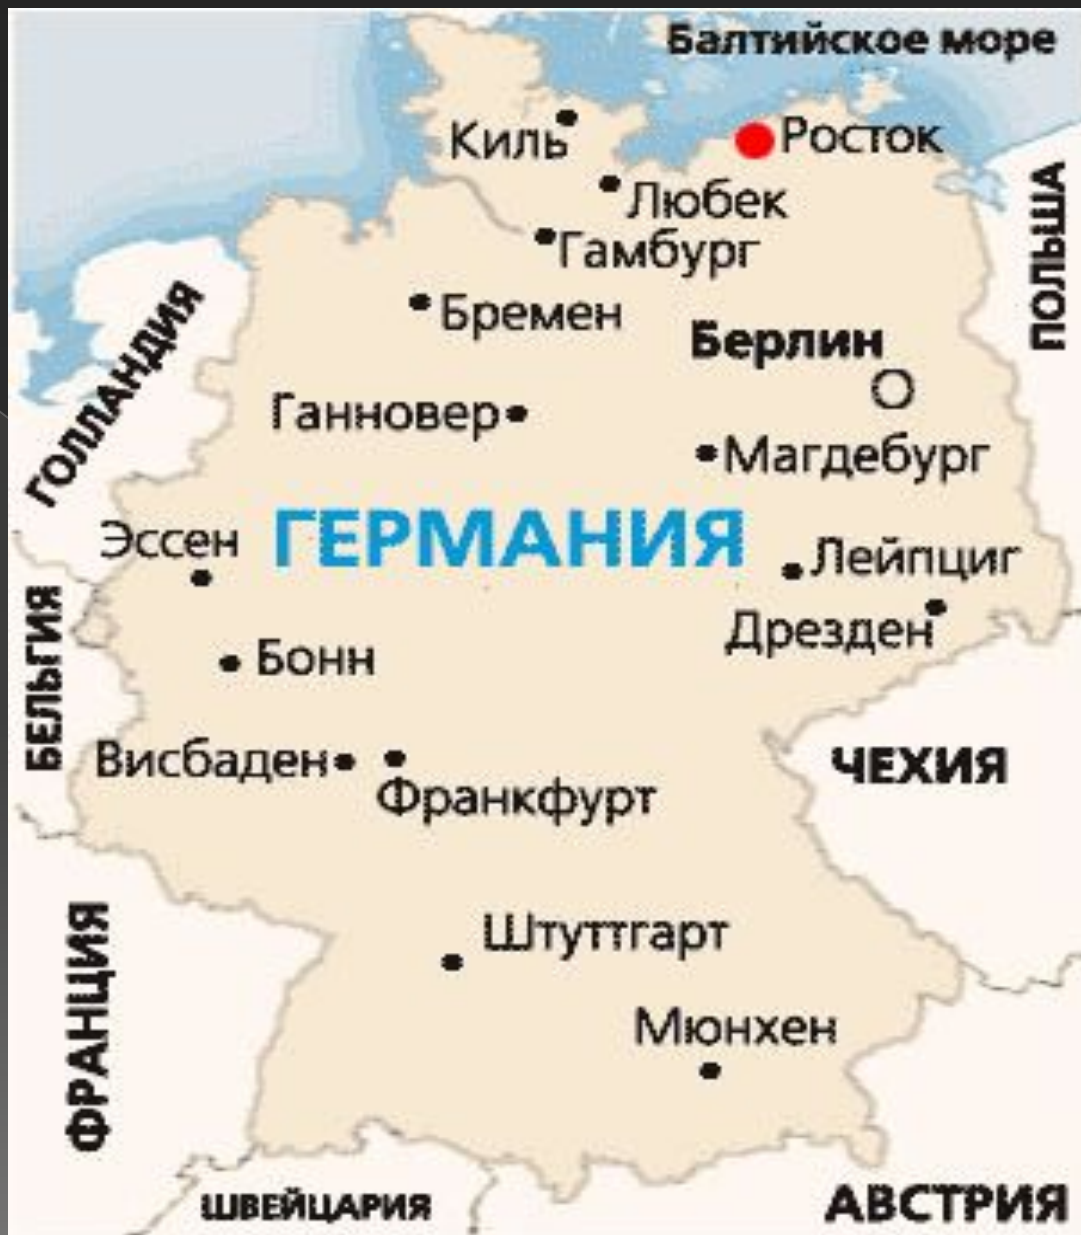 Балтийское море
Киль
Росток
Любек
ПОЛЬША
Гамбург
Бремен
Берлин
ГОЛЛАНДИЯ
Ганновер
Магдебург
Эссен
ГЕРМАНИЯ
Лейпциг
Дрезден
БЕЛЬГИЯ
Бонн
Висбаден
ЧЕХИЯ
Франкфурт
Штуттгарт
ФРАНЦИЯ
Мюнхен
ШВЕЙЦАРИЯ
АВСТРИЯ